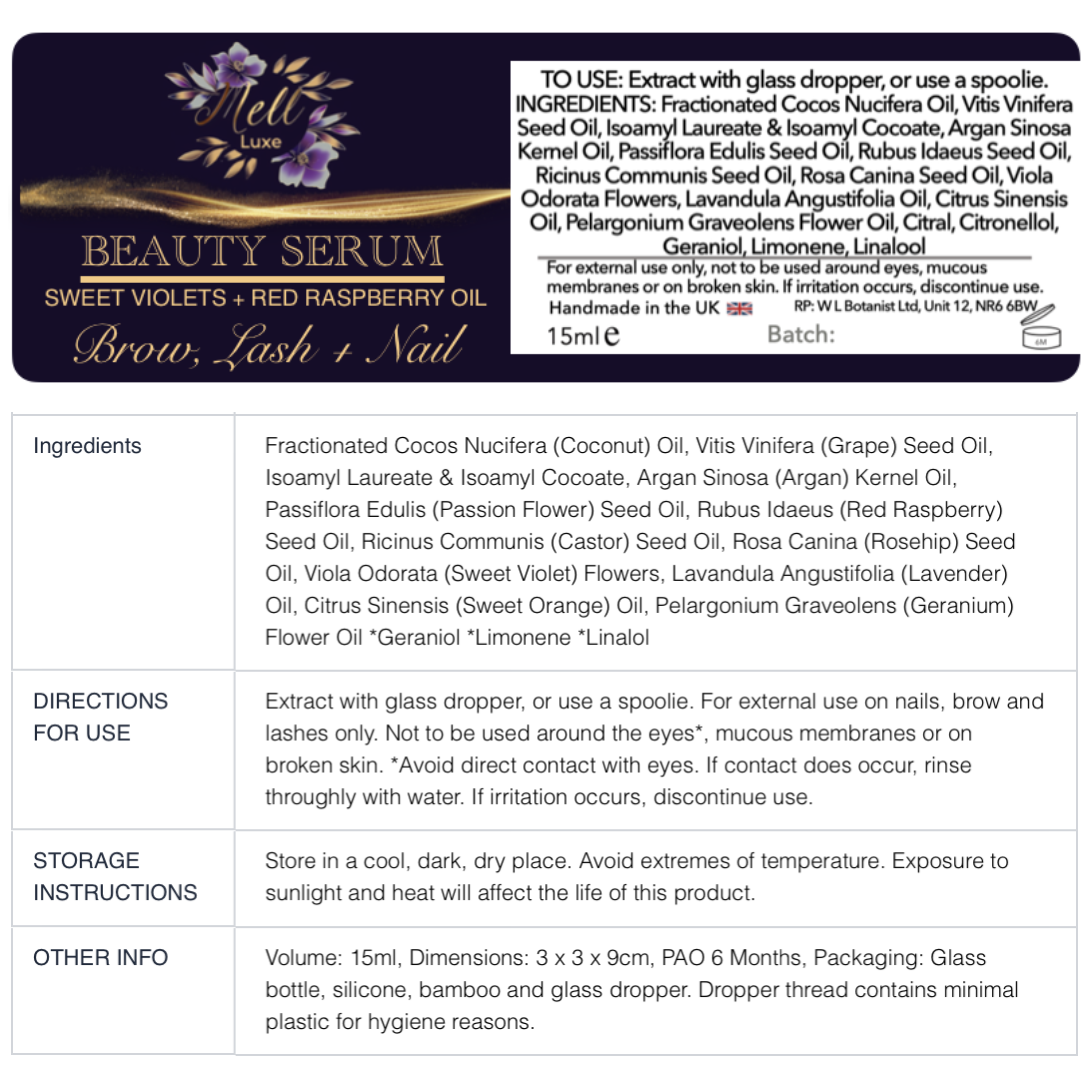 Mell
Luxe
BEAUTY SERUM
SWEET VIOLETS + RED RASPBERRY OIL
Brow, Lash + Nail
TO USE: Extract with glass dropper, or use a spoolie.
INGREDIENTS: Fractionated Cocos Nucifera Oil, Vitis Vinifera
Seed Oil, Isoamyl Laureate & Isoamyl Cocoate, Argan Sinosa
Kernel Oil, Passiflora Edulis Seed Oil, Rubus Idaeus Seed Oil,
Ricinus Communis Seed Oil, Rosa Canina Seed Oil, Viola
Odorata Flowers, Lavandula Angustifolia Oil, Citrus Sinensis
Oil, Pelargonium Graveolens Flower Oil, Citral, Citronellol,
Geraniol, Limonene, Linalool
For external use only, not to be used around eyes, mucous
membranes or on broken skin. If irritation occurs, discontinue use.
Handmade in the UK RP: W L Botanist Ltd, Unit 12, NR6 6BW
15ml e Batch:
6M
Ingredients
Fractionated Cocos Nucifera (Coconut) Oil, Vitis Vinifera (Grape) Seed Oil,
Isoamyl Laureate & Isoamyl Cocoate, Argan Sinosa (Argan) Kernel Oil,
Passiflora Edulis (Passion Flower) Seed Oil, Rubus Idaeus (Red Raspberry)
Seed Oil, Ricinus Communis (Castor) Seed Oil, Rosa Canina (Rosehip) Seed
Oil, Viola Odorata (Sweet Violet) Flowers, Lavandula Angustifolia (Lavender)
Oil, Citrus Sinensis (Sweet Orange) Oil, Pelargonium Graveolens (Geranium)
Flower Oil *Geraniol *Limonene *Linalol
DIRECTIONS
FOR USE
Extract with glass dropper, or use a spoolie. For external use on nails, brow and
lashes only. Not to be used around the eyes*, mucous membranes or on
broken skin. *Avoid direct contact with eyes. If contact does occur, rinse
throughly with water. If irritation occurs, discontinue use.
STORAGE
INSTRUCTIONS
Store in a cool, dark, dry place. Avoid extremes of temperature. Exposure to
sunlight and heat will affect the life of this product.
OTHER INFO
Volume: 15ml, Dimensions: 3 x 3 x 9cm, PAO 6 Months, Packaging: Glass
bottle, silicone, bamboo and glass dropper. Dropper thread contains minimal
plastic for hygiene reasons.